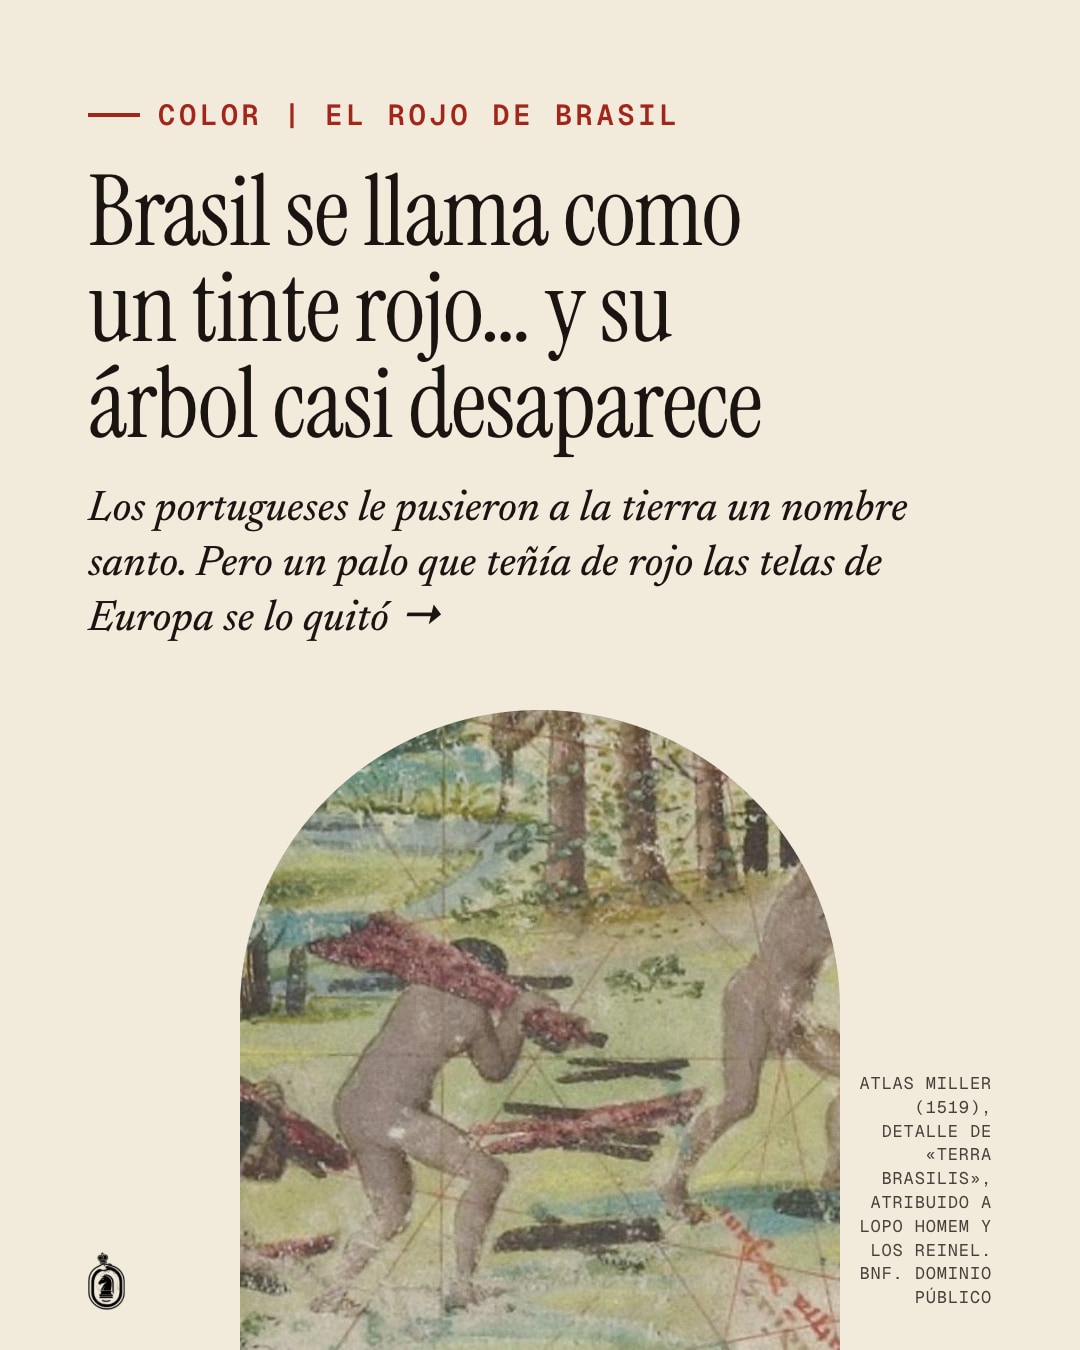 COLOR | EL ROJO DE BRASIL
Brasil se llama como
un tinte rojo... y su
árbol casi desaparece
Los portugueses le pusieron a la tierra un nombre
santo. Pero un palo que teñía de rojo las telas de
Europa se lo quitó →
ATLAS MILLER
(1519),
DETALLE DE
«TERRA
BRASILIS»,
ATRIBUIDO A
LOPO HOMEM Y
LOS REINEL.
BNF. DOMINIO
PÚBLICO